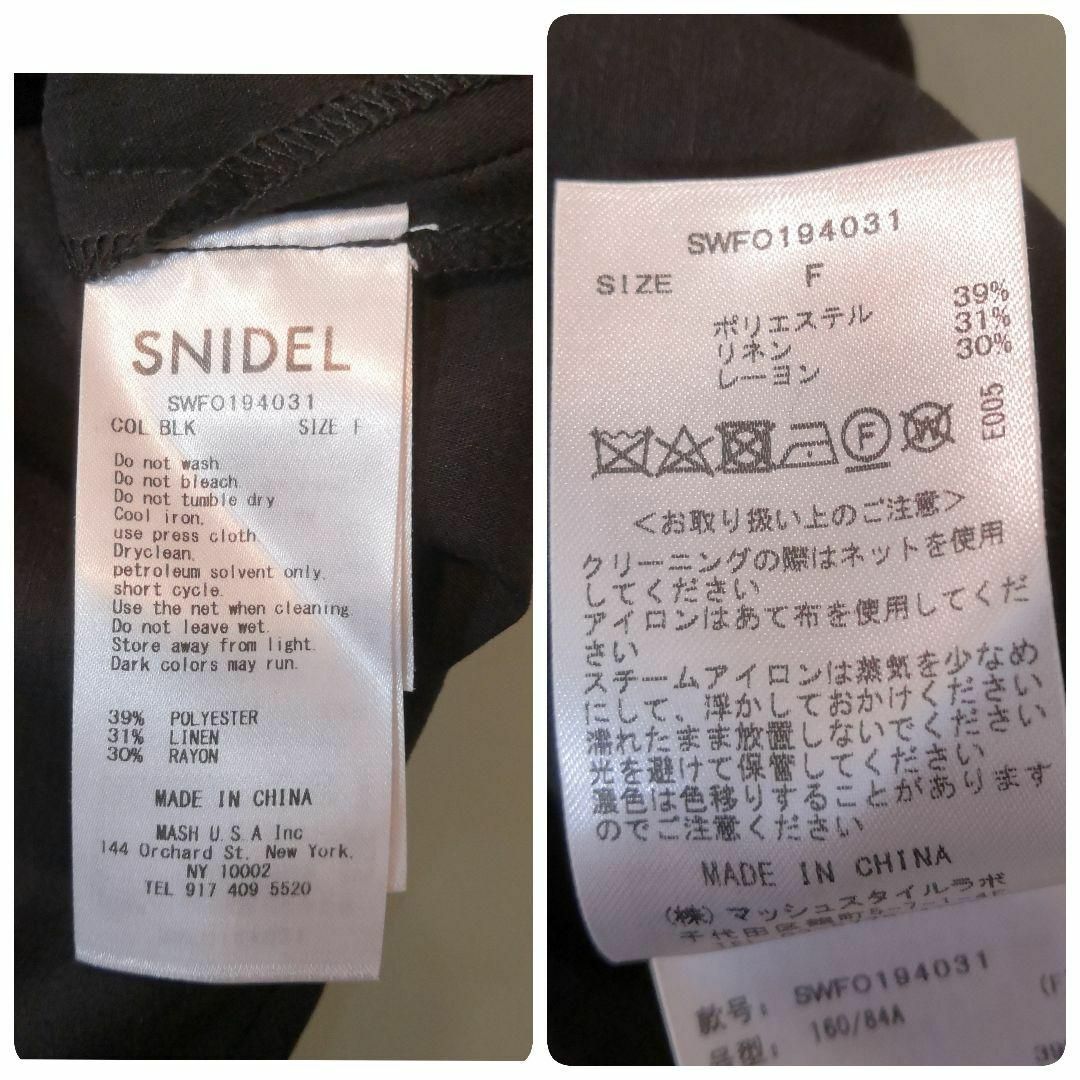 SNIDEL
SWFO194031
COL BLK SIZE F
Do not wash.
Do not bleach.
Do not tumble dry
Cool iron.
use press cloth.
Dryclean.
petroleum solvent only.
short cycle.
Use the net when cleaning.
Do not leave wet.
Store away from light.
Dark colors may run.
39% POLYESTER
31% LINEN
30% RAYON
MADE IN CHINA
MASH U.S.A Inc
144 Orchard St. New York.
NY 10002
TEL 917 409 5520
SWFO194031
SIZE F
ポリエステル 39%
リネン 31%
レーヨン 30%
F
W
E005
<お取り扱い上のご注意>
クリーニングの際はネットを使用
してください
アイロンはあて布を使用してくだ
さい
スチームアイロンは蒸気を少なめ
にして、浮かしておかけください
濡れたまま放置しないでください
光を避けて保管してください
濃色は色移りすることがあります
のでご注意ください
MADE IN CHINA
(株)マッシュスタイルラボ
千代田区麹町
款号: SWFO194031 (F
号型: 160/84A
39